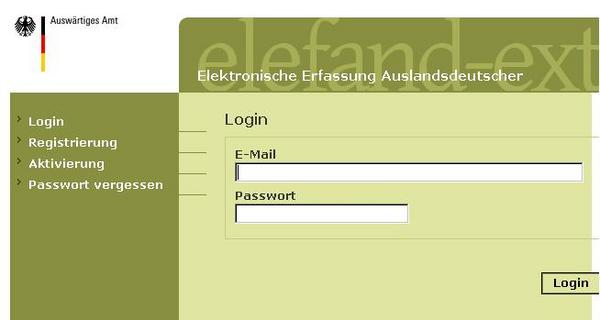 Auswärtiges Amt
elefand-ext
Elektronische Erfassung Auslandsdeutscher
Login
Registrierung
Aktivierung
Passwort vergessen
Login
E-Mail
Passwort
Login